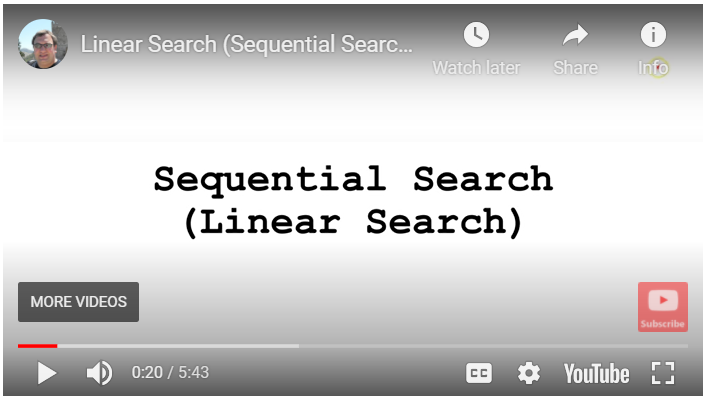 Linear Search (Sequential Searc...
Watch later
Share
Info
Sequential Search
(Linear Search)
MORE VIDEOS
Subscribe
0:20 / 5:43
CC
YouTube